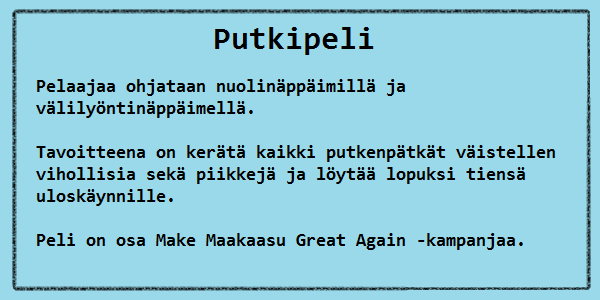 Putkipeli
Pelaajaa ohjataan nuolinäppäimillä ja
välilyöntinäppäimellä.
Tavoitteena on kerätä kaikki putkenpätkät väistellen
vihollisia sekä piikkejä ja löytää lopuksi tiensä
uloskäynnille.
Peli on osa Make Maakaasu Great Again -kampanjaa.